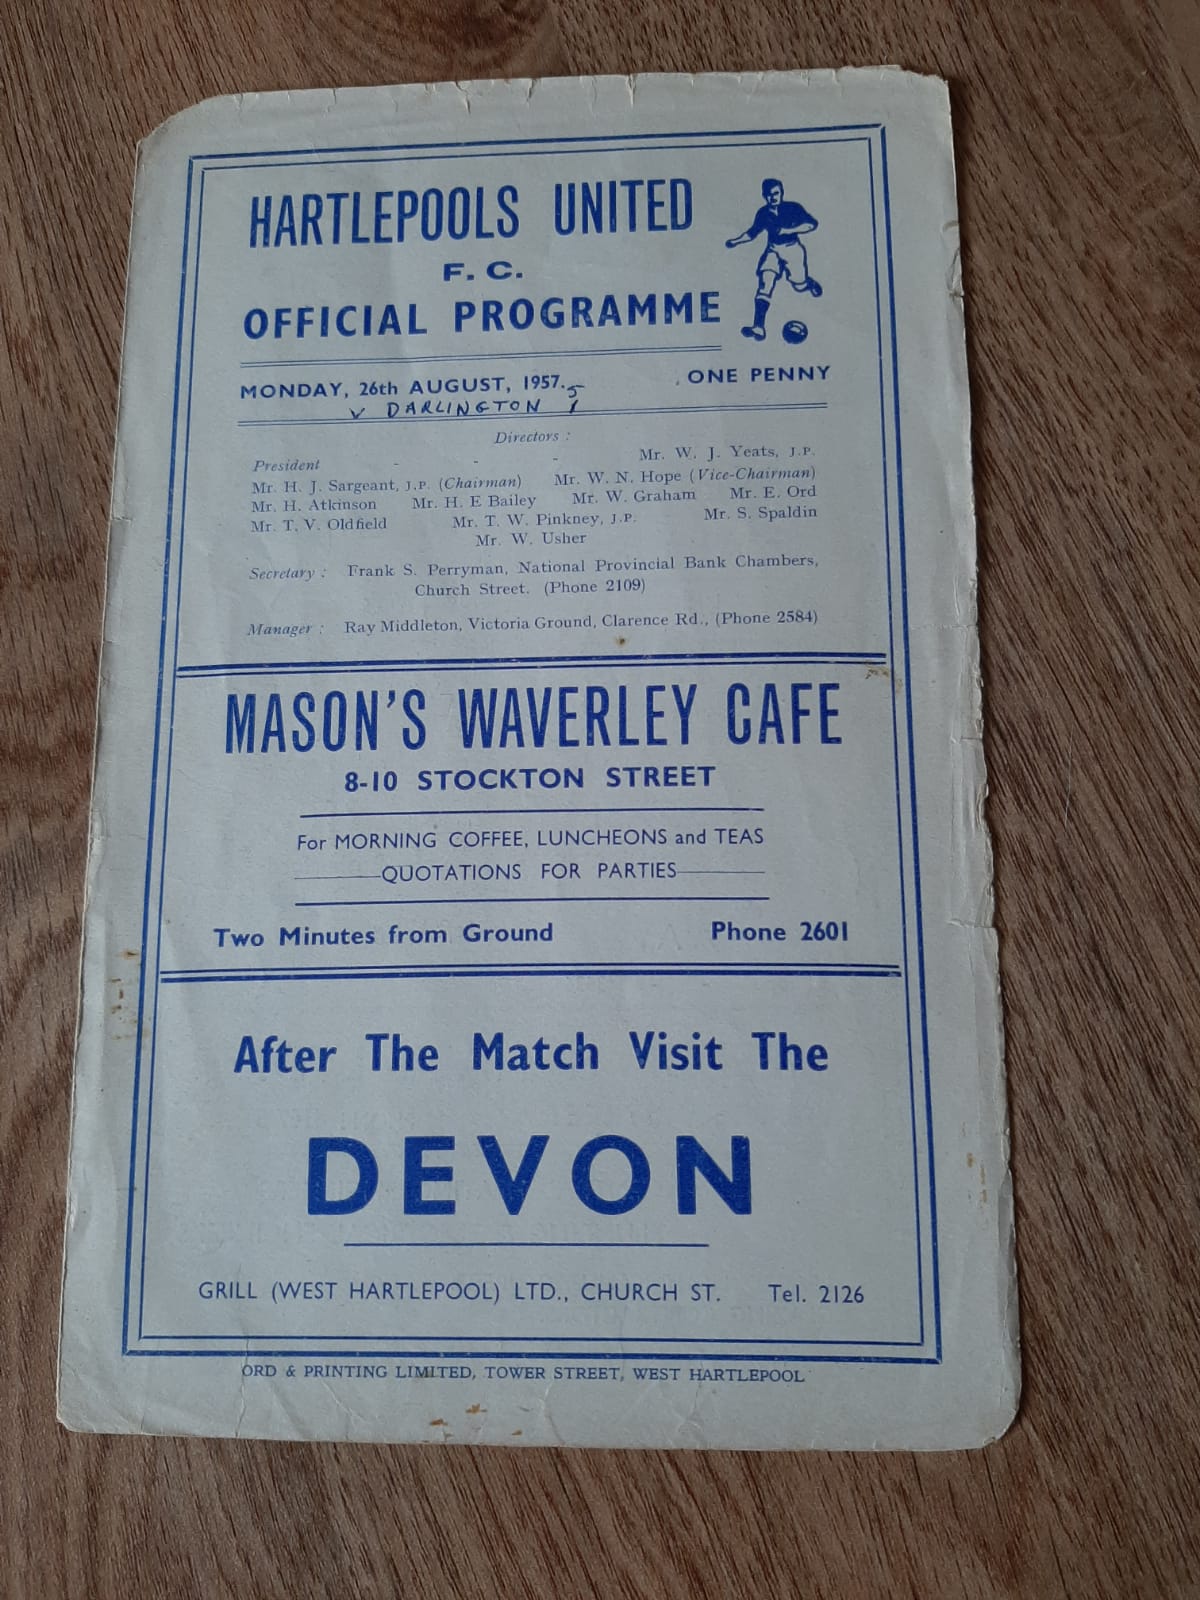 HARTLEPOOLS UNITED
F. C.
OFFICIAL PROGRAMME
MONDAY, 26th AUGUST, 1957. 5 ONE PENNY
v DARLINGTON 1
Directors :
President - - - Mr. W. J. Yeats, J.P.
Mr. H. J. Sargeant, J.P. (Chairman) Mr. W. N. Hope (Vice-Chairman)
Mr. H. Atkinson Mr. H. E Bailey Mr. W. Graham Mr. E. Ord
Mr. T. V. Oldfield Mr. T. W. Pinkney, J.P. Mr. S. Spaldin
Mr. W. Usher
Secretary : Frank S. Perryman, National Provincial Bank Chambers,
Church Street. (Phone 2109)
Manager : Ray Middleton, Victoria Ground, Clarence Rd., (Phone 2584)
MASON'S WAVERLEY CAFE
8-10 STOCKTON STREET
For MORNING COFFEE, LUNCHEONS and TEAS
QUOTATIONS FOR PARTIES
Two Minutes from Ground Phone 2601
After The Match Visit The
DEVON
GRILL (WEST HARTLEPOOL) LTD., CHURCH ST. Tel. 2126
ORD & PRINTING LIMITED, TOWER STREET, WEST HARTLEPOOL